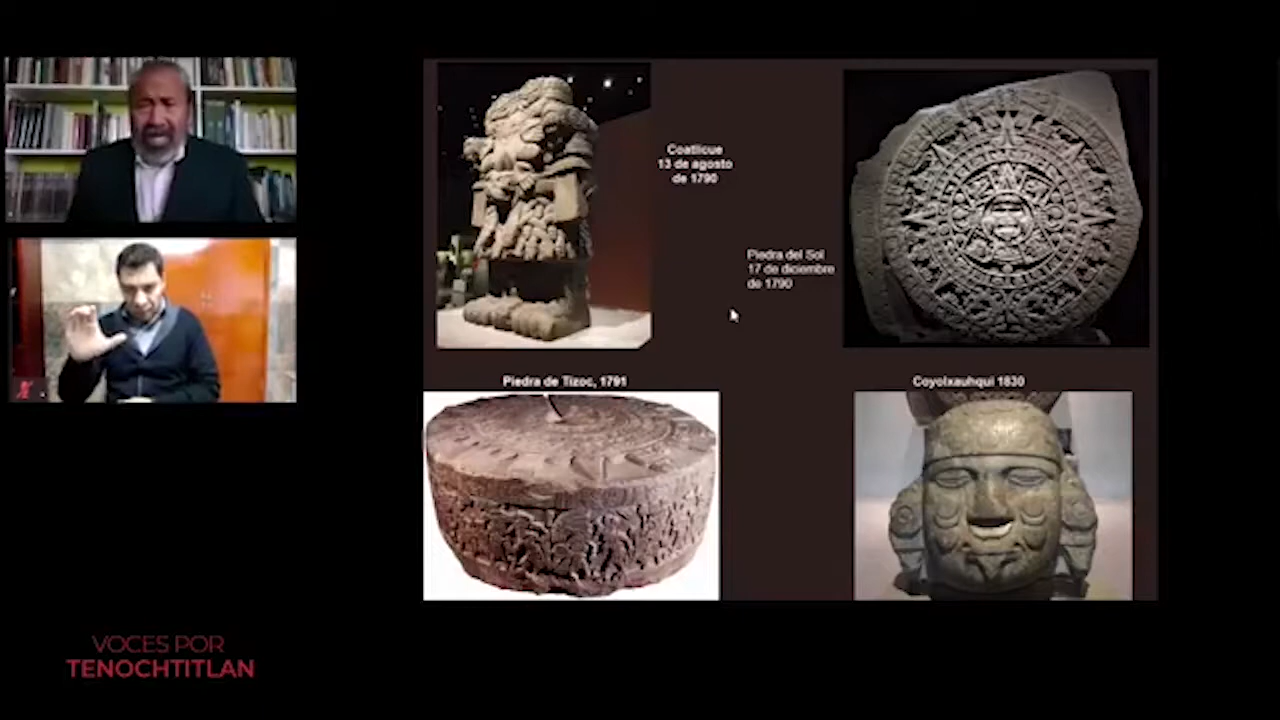 Coatlicue
13 de agosto
de 1790
Piedra del Sol
17 de diciembre
de 1790
Piedra de Tizoc, 1791
Coyolxauhqui 1830
VOCES POR
TENOCHTITLAN